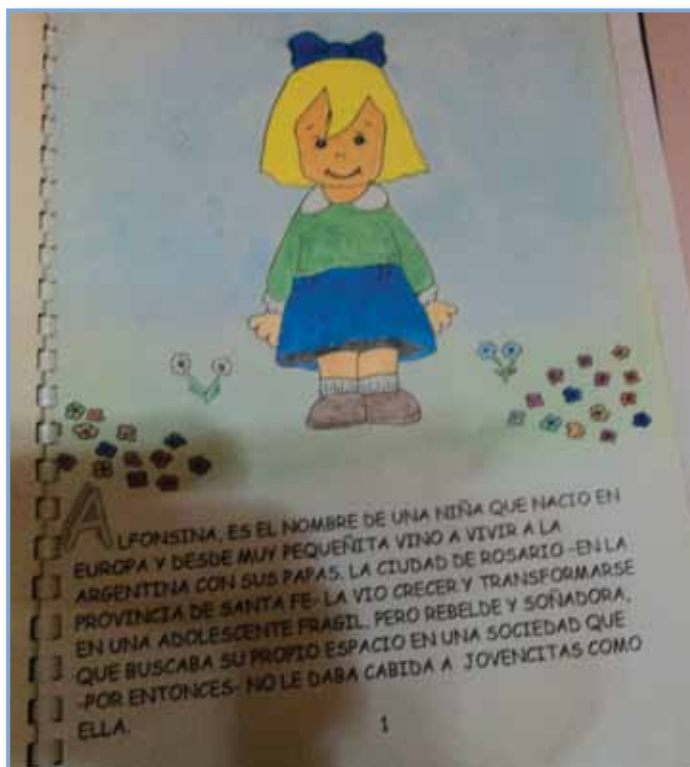 ALFONSINA, ES EL NOMBRE DE UNA NIÑA QUE NACIO EN
EUROPA Y DESDE MUY PEQUEÑITA VINO A VIVIR A LA
ARGENTINA CON SUS PAPAS. LA CIUDAD DE ROSARIO -EN LA
PROVINCIA DE SANTA FE- LA VIO CRECER Y TRANSFORMARSE
EN UNA ADOLESCENTE FRAGIL, PERO REBELDE Y SOÑADORA,
QUE BUSCABA SU PROPIO ESPACIO EN UNA SOCIEDAD QUE
-POR ENTONCES- NO LE DABA CABIDA A JOVENCITAS COMO
ELLA.
1